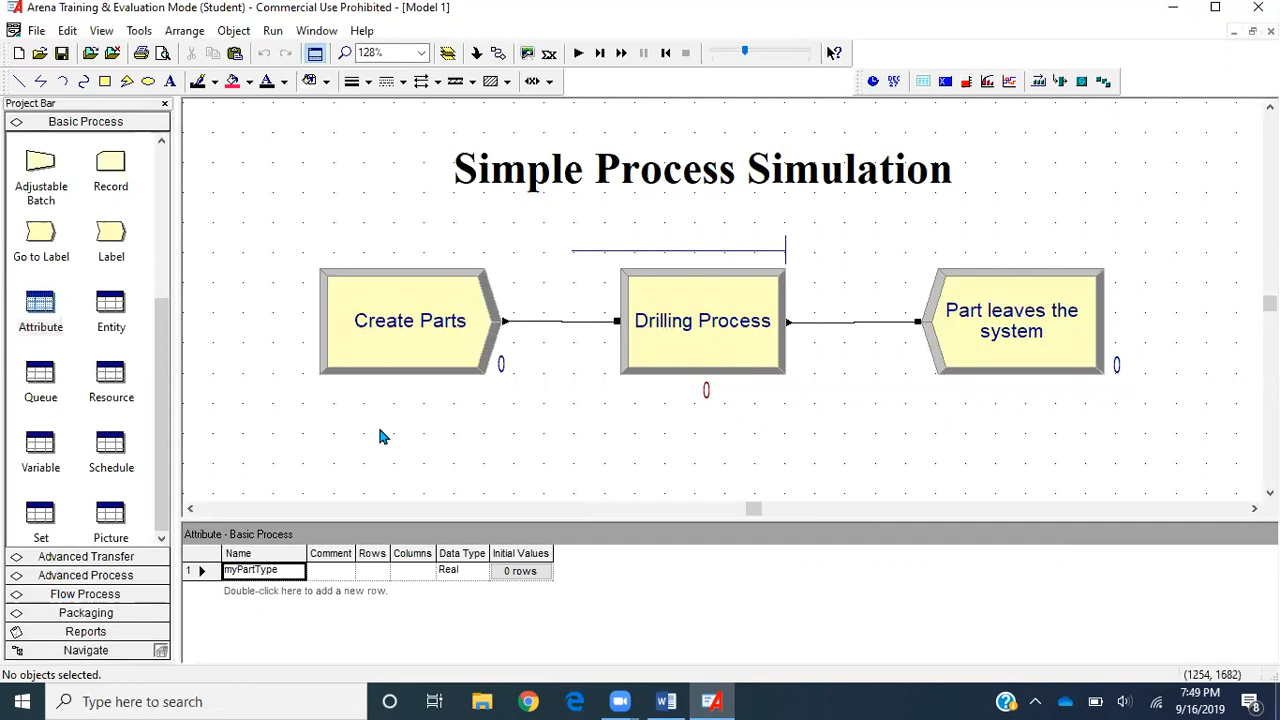 Arena Training & Evaluation Mode (Student) - Commercial Use Prohibited - [Model 1]
File Edit View Tools Arrange Object Run Window Help
128%
Project Bar
Basic Process
Adjustable Batch
Record
Go to Label
Label
Attribute
Entity
Queue
Resource
Variable
Schedule
Set
Picture
Advanced Transfer
Advanced Process
Flow Process
Packaging
Reports
Navigate
Simple Process Simulation
Create Parts
0
Drilling Process
0
Part leaves the
system
0
Attribute - Basic Process
Name Comment Rows Columns Data Type Initial Values
1 myPartType Real 0 rows
Double-click here to add a new row.
No objects selected.
(1254, 1682)
Type here to search
7:49 PM
9/16/2019
8